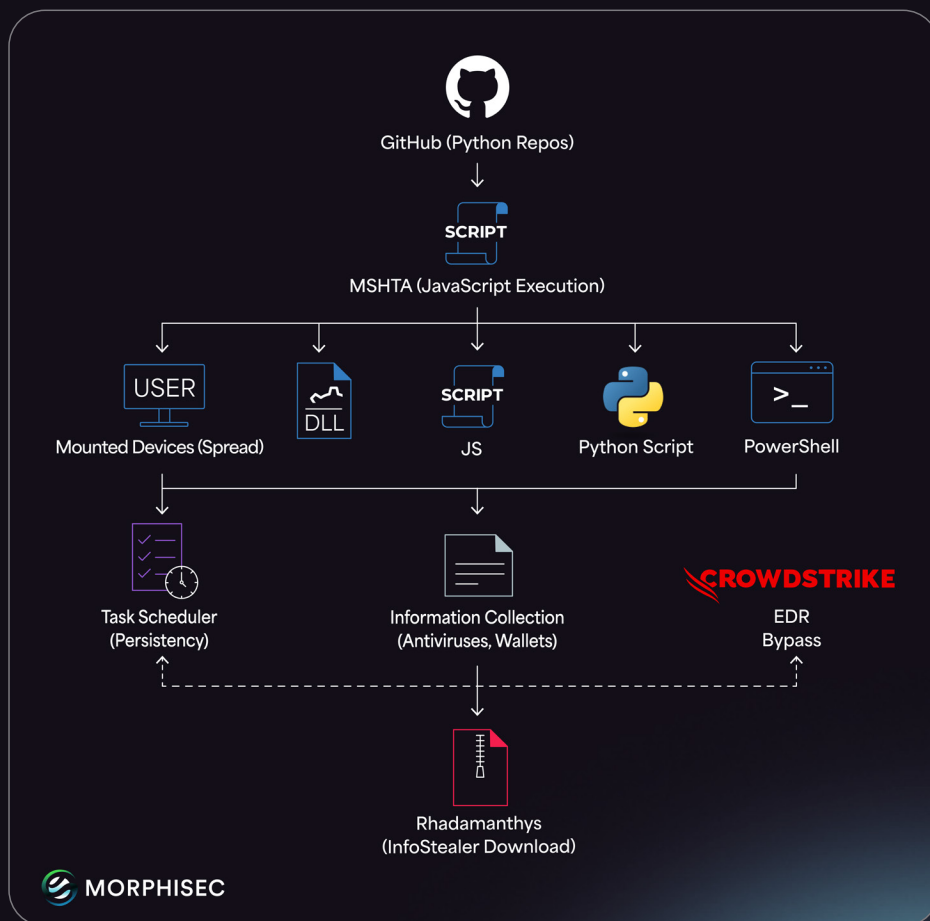 GitHub (Python Repos)
SCRIPT
MSHTA (JavaScript Execution)
USER
DLL
SCRIPT
>_
Mounted Devices (Spread)
JS
Python Script
PowerShell
CROWDSTRIKE
Task Scheduler
(Persistency)
Information Collection
(Antiviruses, Wallets)
EDR
Bypass
Rhadamanthys
(InfoStealer Download)
MORPHISEC